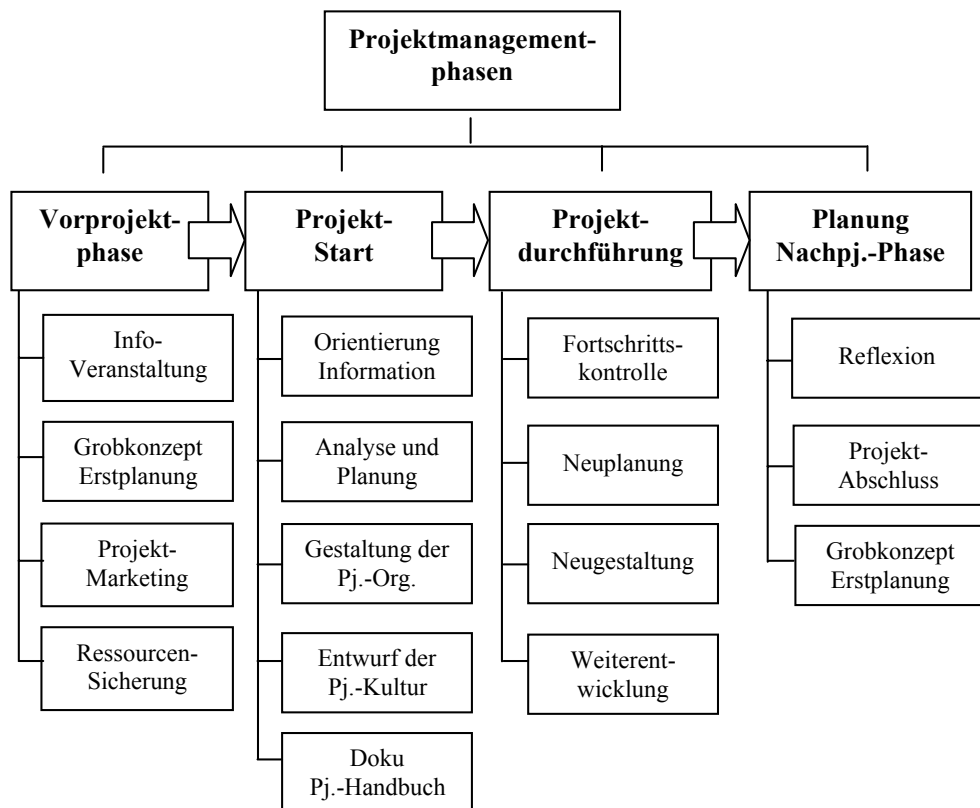 Projektmanagement-
phasen
Vorprojekt-
phase
Projekt-
Start
Projekt-
durchführung
Planung
Nachpj.-Phase
Info-
Veranstaltung
Grobkonzept
Erstplanung
Projekt-
Marketing
Ressourcen-
Sicherung
Orientierung
Information
Analyse und
Planung
Gestaltung der
Pj.-Org.
Entwurf der
Pj.-Kultur
Doku
Pj.-Handbuch
Fortschritts-
kontrolle
Neuplanung
Neugestaltung
Weiterent-
wicklung
Reflexion
Projekt-
Abschluss
Grobkonzept
Erstplanung